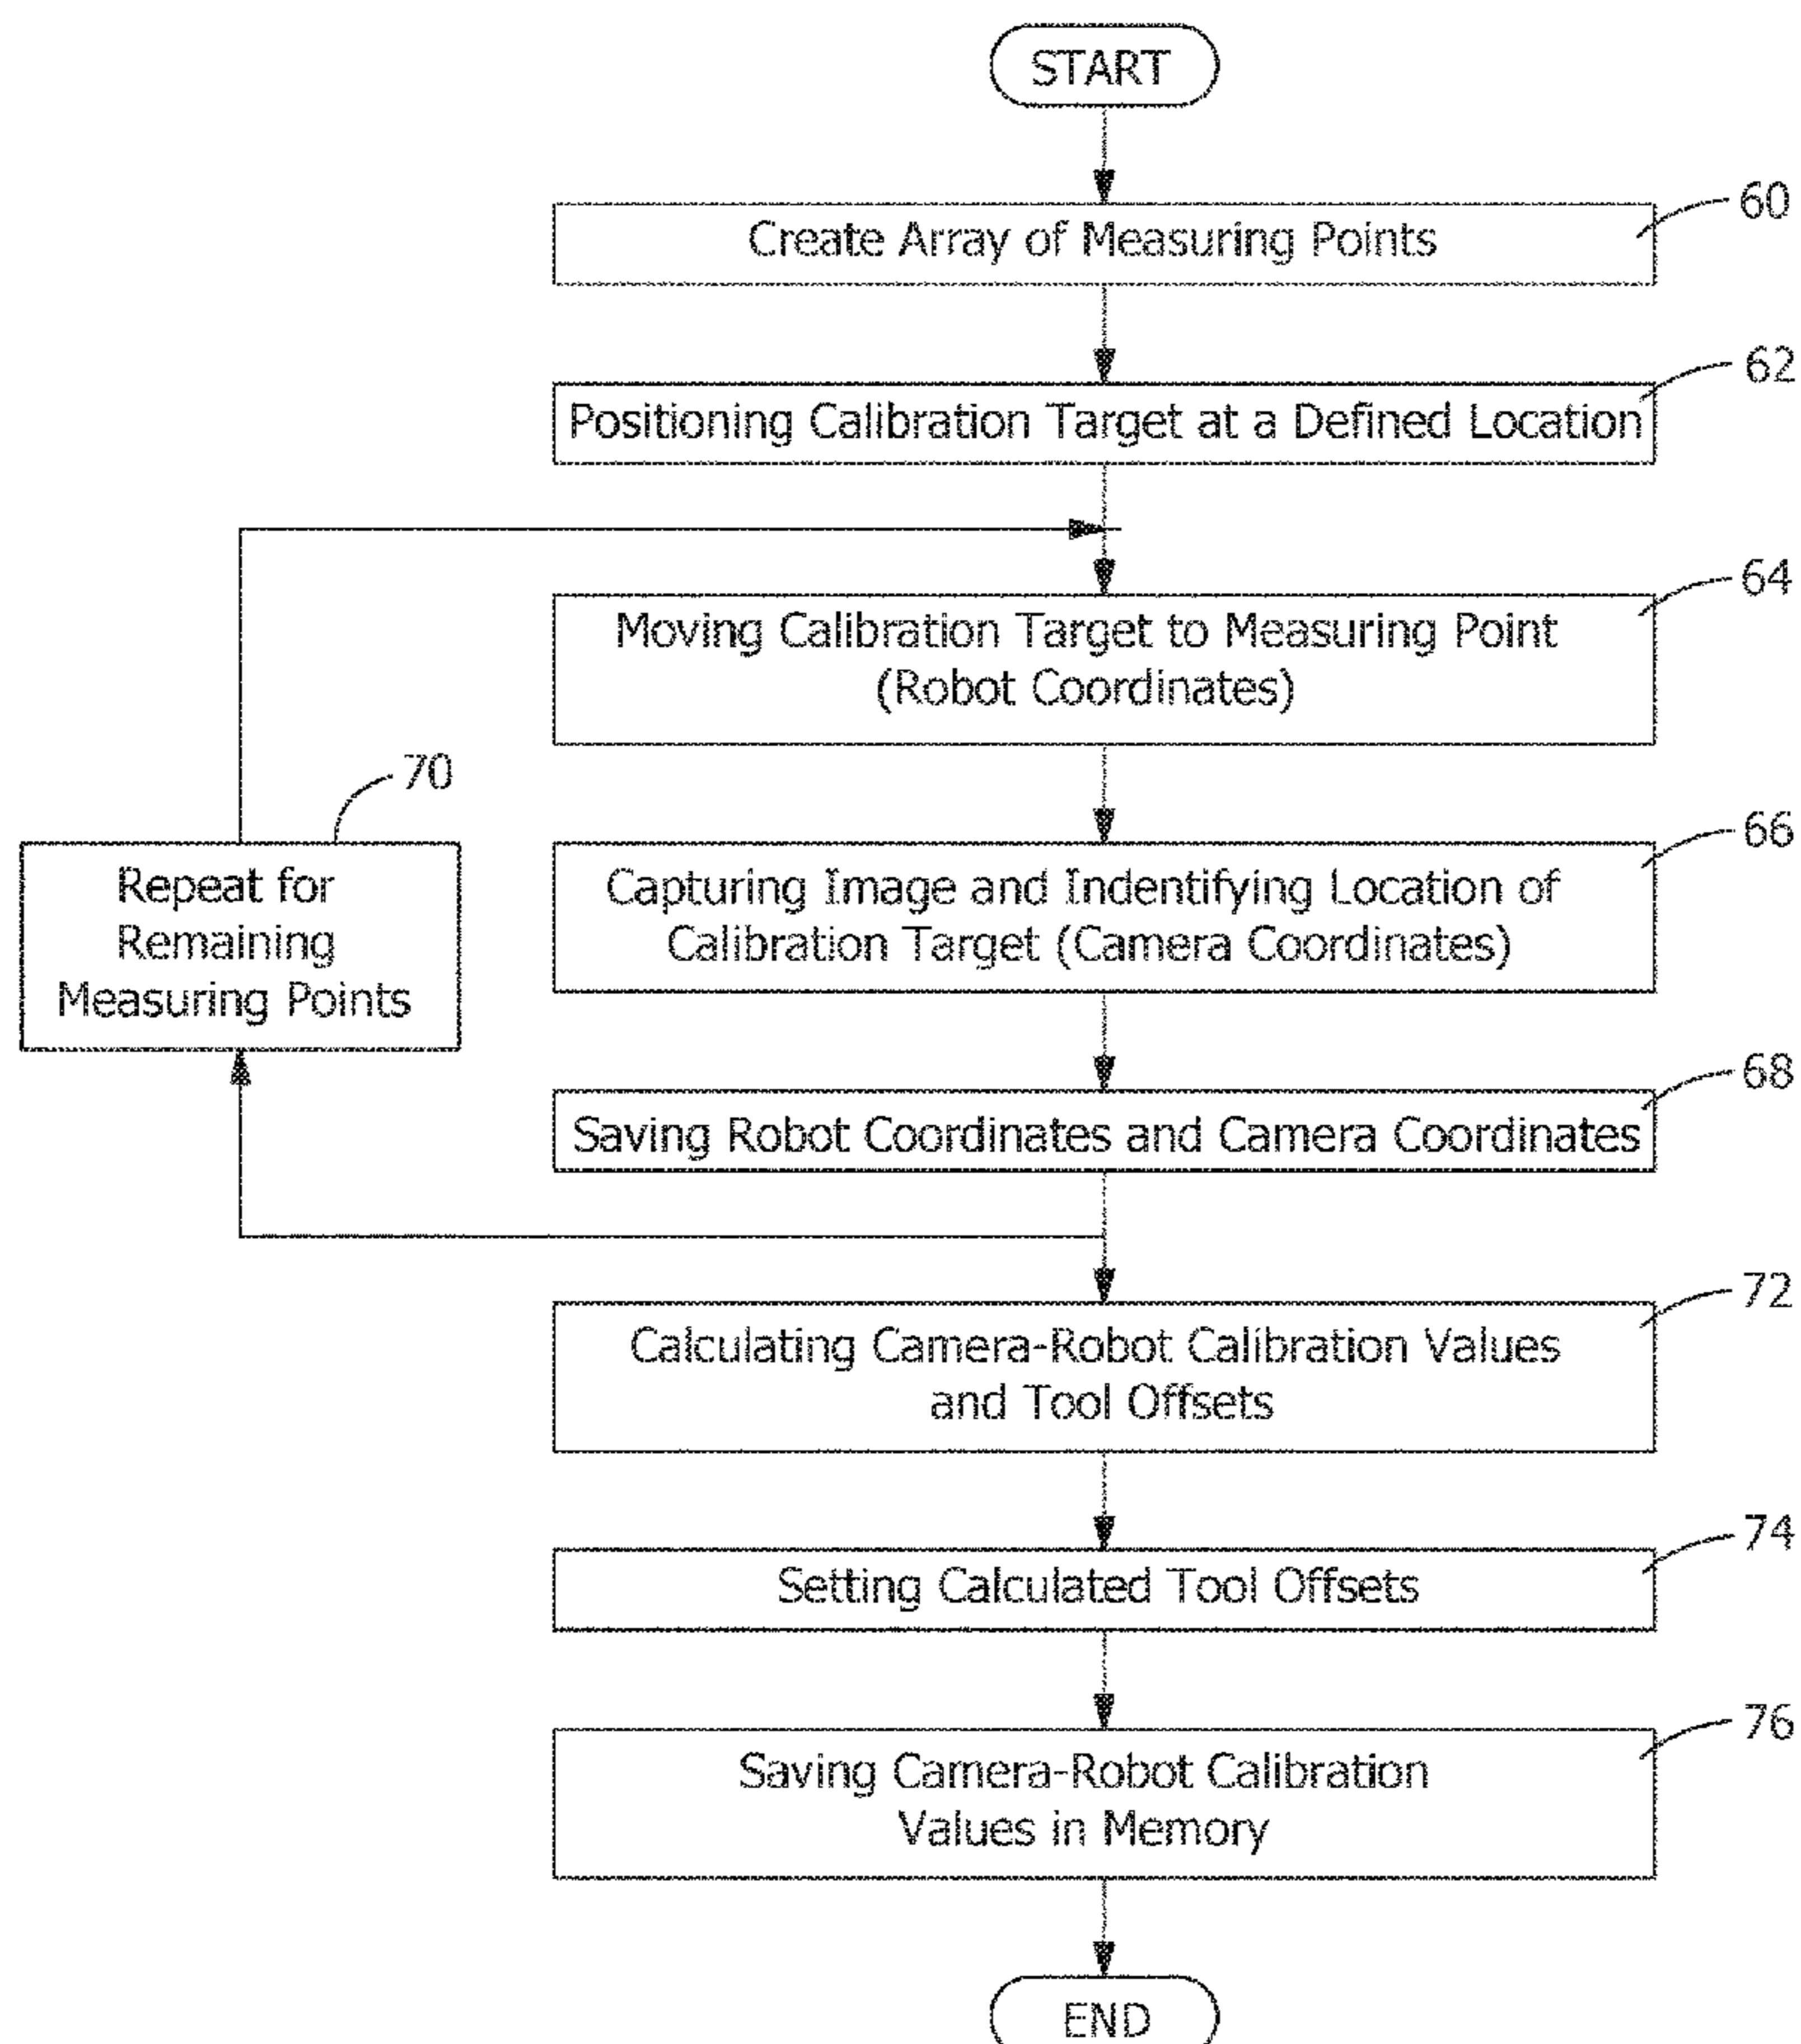 START
60
Create Array of Measuring Points
62
Positioning Calibration Target at a Defined Location
64
Moving Calibration Target to Measuring Point
(Robot Coordinates)
70
Repeat for
Remaining
Measuring Points
66
Capturing Image and Indentifying Location of
Calibration Target (Camera Coordinates)
68
Saving Robot Coordinates and Camera Coordinates
72
Calculating Camera-Robot Calibration Values
and Tool Offsets
74
Setting Calculated Tool Offsets
76
Saving Camera-Robot Calibration
Values in Memory
END